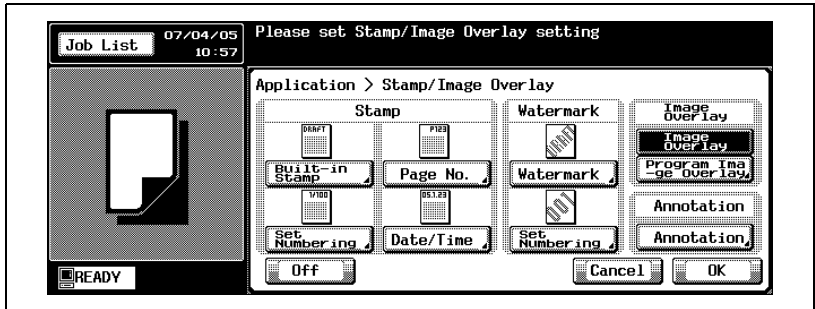 Job List
07/04/05
10:57
Please set Stamp/Image Overlay setting
Application > Stamp/Image Overlay
Stamp
Watermark
Image
Overlay
DRAFT
P123
DRAFT
Image
Overlay
Built-in
Stamp
Page No.
Watermark
Program Ima
-ge Overlay
1/100
05.1.23
001
Annotation
Set
Numbering
Date/Time
Set
Numbering
Annotation
READY
Off
Cancel
OK